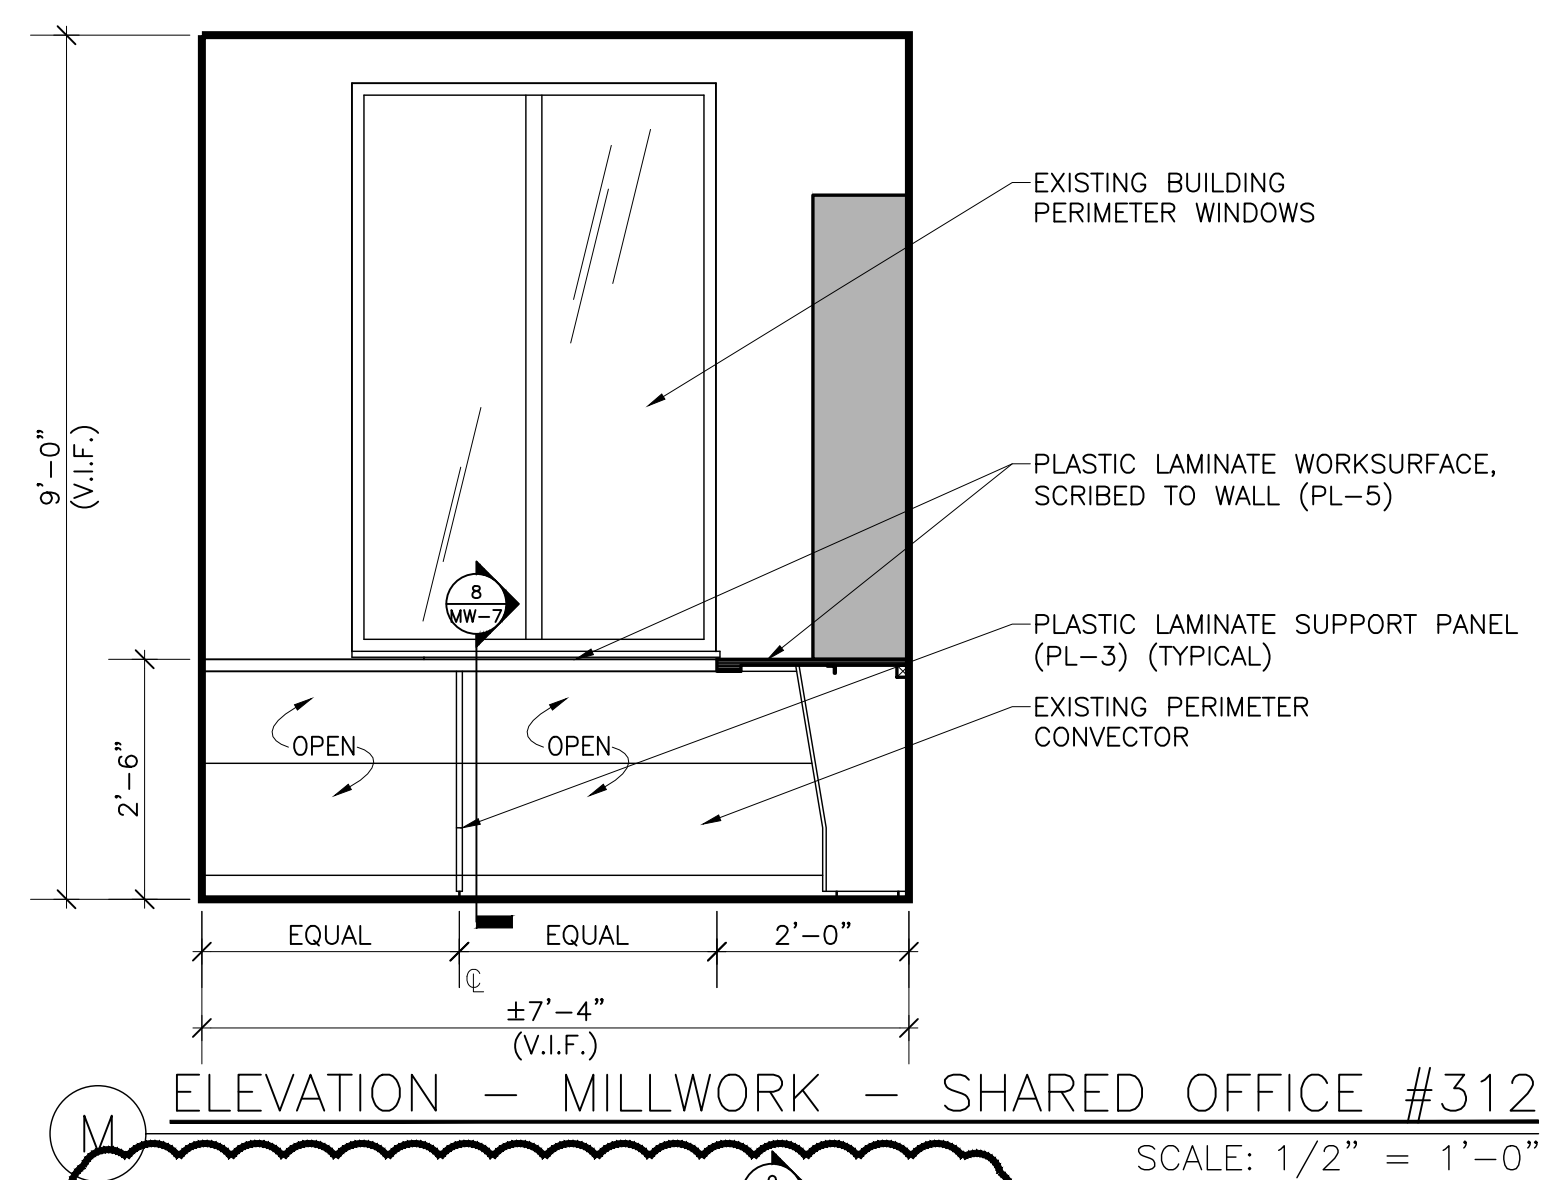 EXISTING BUILDING
PERIMETER WINDOWS
9'-0"
(V.I.F.)
PLASTIC LAMINATE WORKSURFACE,
SCRIBED TO WALL (PL-5)
8
MW-7
PLASTIC LAMINATE SUPPORT PANEL
(PL-3) (TYPICAL)
EXISTING PERIMETER
CONVECTOR
OPEN
OPEN
2'-6"
EQUAL
EQUAL
2'-0"
CL
±7'-4"
(V.I.F.)
M
ELEVATION - MILLWORK - SHARED OFFICE #312
SCALE: 1/2" = 1'-0"